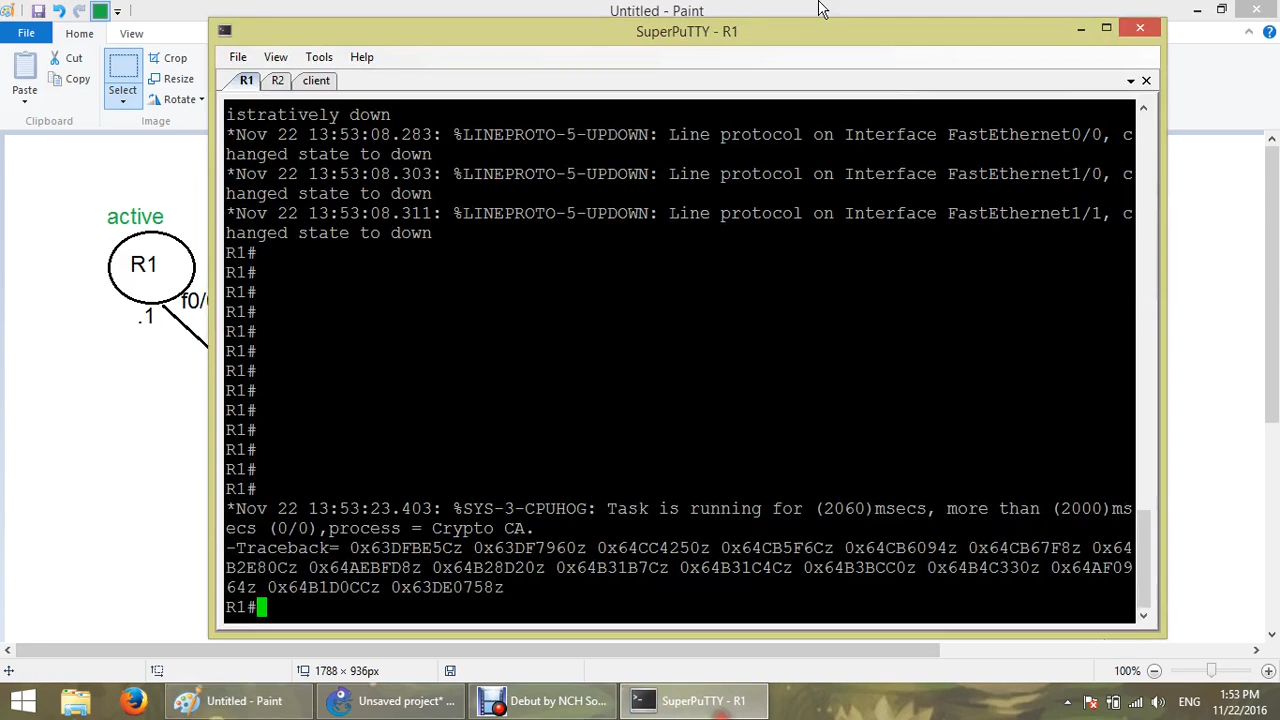 Untitled - Paint
File
Home
View
Paste
Cut
Copy
Clipboard
Select
Crop
Resize
Rotate
Image
active
R1
.1
f0/
SuperPuTTY - R1
File View Tools Help
R1 R2 client
istratively down
*Nov 22 13:53:08.283: %LINEPROTO-5-UPDOWN: Line protocol on Interface FastEthernet0/0, c
hanged state to down
*Nov 22 13:53:08.303: %LINEPROTO-5-UPDOWN: Line protocol on Interface FastEthernet1/0, c
hanged state to down
*Nov 22 13:53:08.311: %LINEPROTO-5-UPDOWN: Line protocol on Interface FastEthernet1/1, c
hanged state to down
R1#
R1#
R1#
R1#
R1#
R1#
R1#
R1#
R1#
R1#
R1#
R1#
R1#
*Nov 22 13:53:23.403: %SYS-3-CPUHOG: Task is running for (2060)msecs, more than (2000)ms
ecs (0/0),process = Crypto CA.
-Traceback= 0x63DFBE5Cz 0x63DF7960z 0x64CC4250z 0x64CB5F6Cz 0x64CB6094z 0x64CB67F8z 0x64
B2E80Cz 0x64AEBFD8z 0x64B28D20z 0x64B31B7Cz 0x64B31C4Cz 0x64B3BCC0z 0x64B4C330z 0x64AF09
64z 0x64B1D0CCz 0x63DE0758z
R1#
1788 × 936px
100%
Untitled - Paint
Unsaved project* ...
Debut by NCH So...
SuperPuTTY - R1
ENG
1:53 PM
11/22/2016